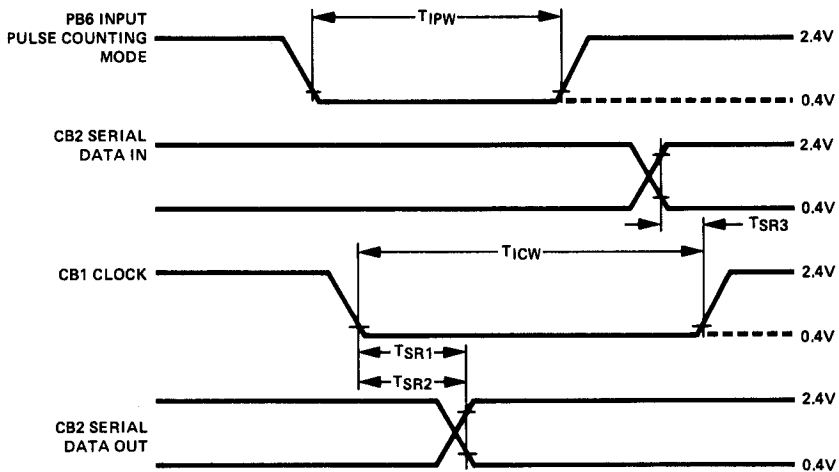 PB6 INPUT
PULSE COUNTING
MODE
TIPW
2.4V
0.4V
CB2 SERIAL
DATA IN
2.4V
0.4V
TSR3
TICW
CB1 CLOCK
2.4V
0.4V
TSR1
TSR2
CB2 SERIAL
DATA OUT
2.4V
0.4V